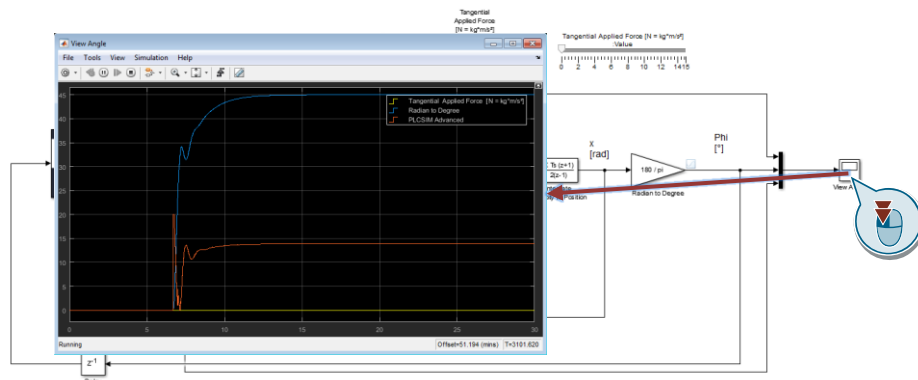 Tangential
Applied Force
[N = kg*m/s²]
View Angle
File Tools View Simulation Help
Tangential Applied Force [N = kg*m/s²]
Radian to Degree
PLCSIM Advanced
45
40
35
30
25
20
15
10
5
0
0 5 10 15 20 25 30
Running
Offset=51.194 (mins) T=3101.620
Tangential Applied Force [N = kg*m/s²]
:Value
0 2 4 6 8 10 12 1415
x
[rad]
Phi
[°]
Ts (z+1)
2(z-1)
Position
180 / pi
Radian to Degree
View A
z⁻¹